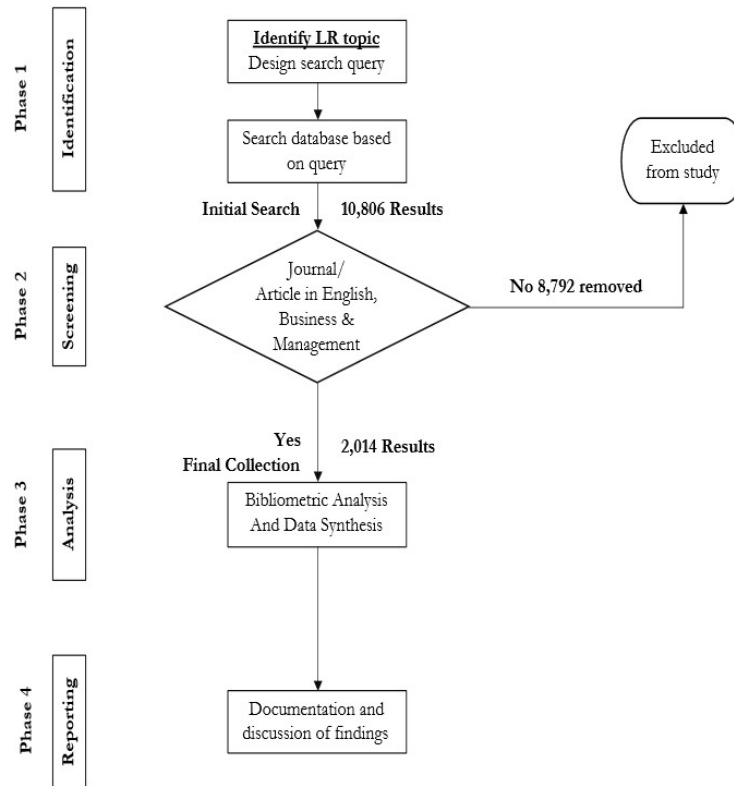 Phase 1
Identification
Identify LR topic
Design search query
Search database based
on query
Excluded
from study
Initial Search 10,806 Results
Phase 2
Screening
Journal/
Article in English,
Business &
Management
No 8,792 removed
Yes
Final Collection
2,014 Results
Phase 3
Analysis
Bibliometric Analysis
And Data Synthesis
Phase 4
Reporting
Documentation and
discussion of findings